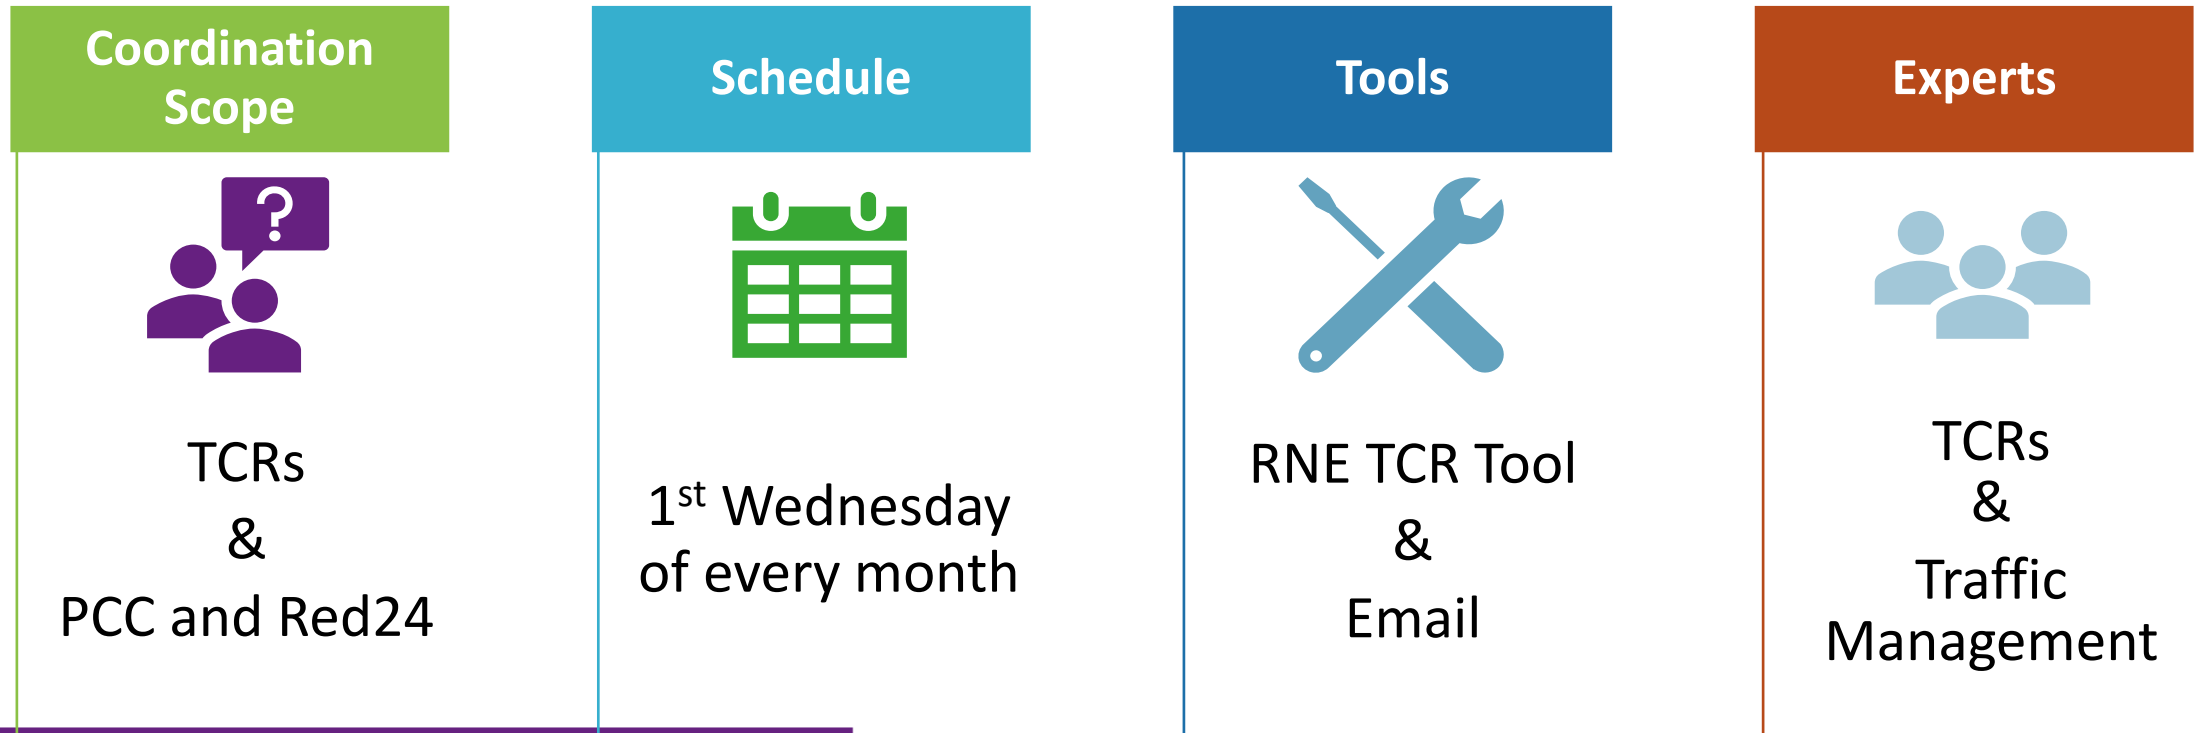 Coordination
Scope
?
TCRs
&
PCC and Red24
Schedule
1st Wednesday
of every month
Tools
RNE TCR Tool
&
Email
Experts
TCRs
&
Traffic
Management